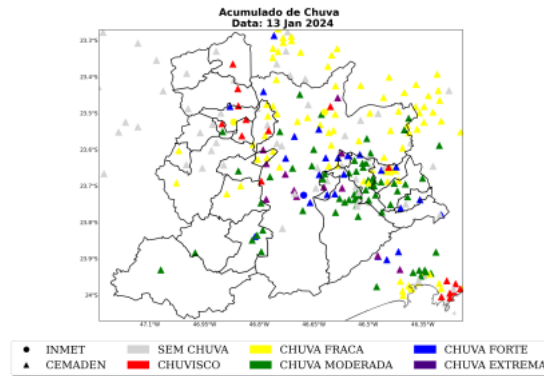 Acumulado de Chuva
Data: 13 Jan 2024
23.3°S
23.4°S
23.5°S
23.6°S
23.7°S
23.8°S
23.9°S
24°S
47.1°W
46.95°W
46.8°W
46.65°W
46.5°W
46.35°W
INMET
SEM CHUVA
CHUVA FRACA
CHUVA FORTE
CEMADEN
CHUVISCO
CHUVA MODERADA
CHUVA EXTREMA